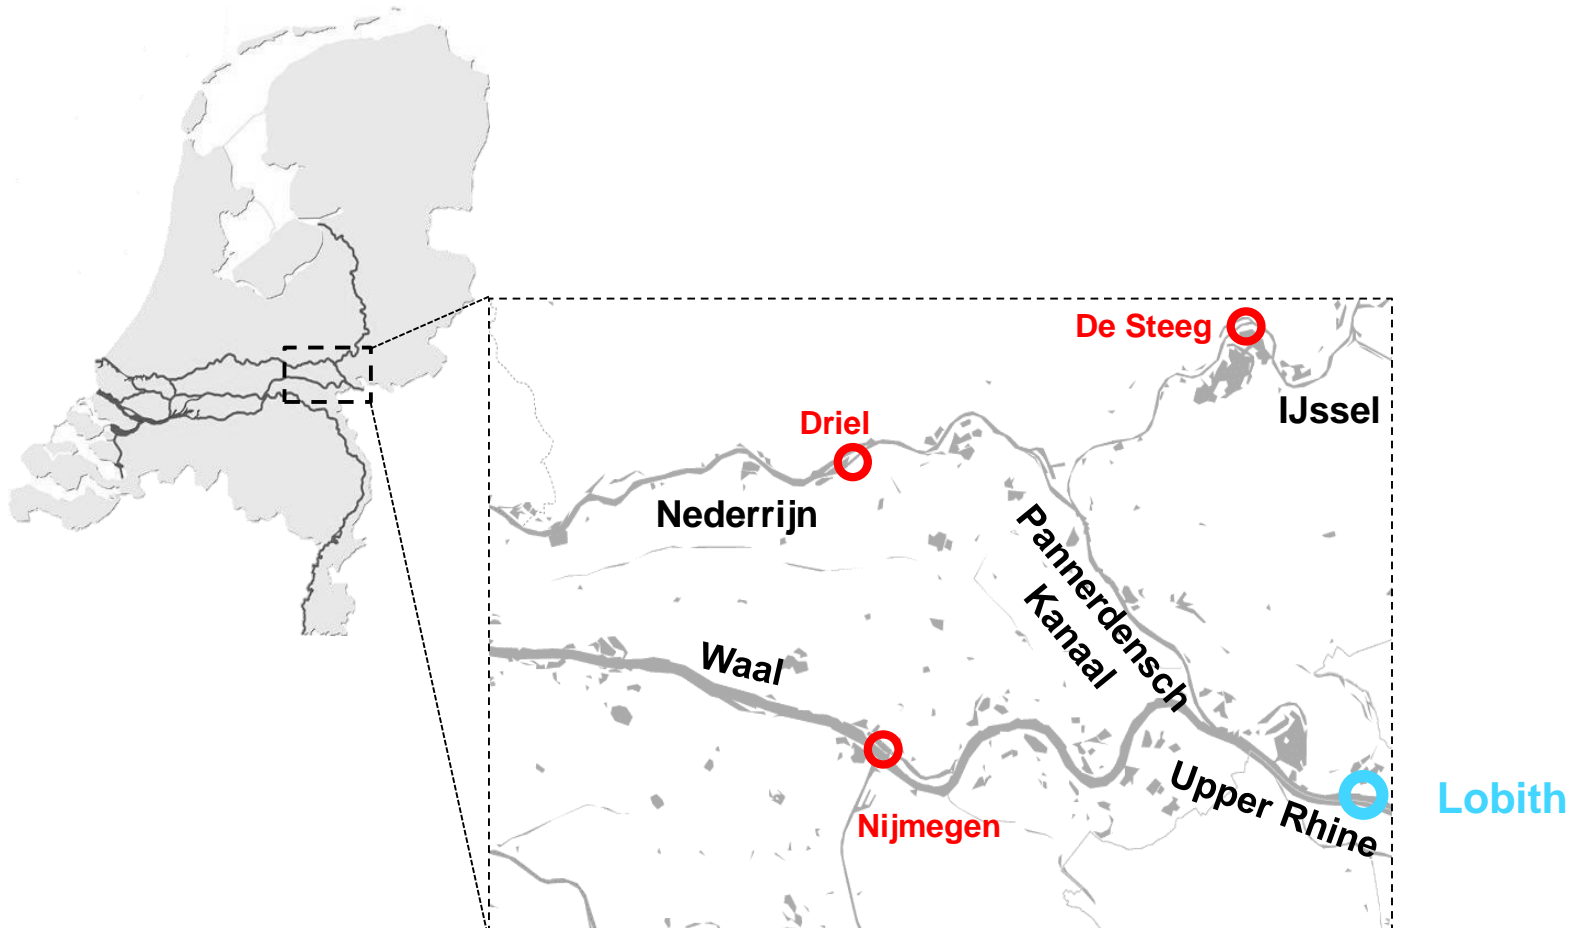 De Steeg
IJssel
Driel
Nederrijn
Pannerdensch
Kanaal
Waal
Upper Rhine
Lobith
Nijmegen